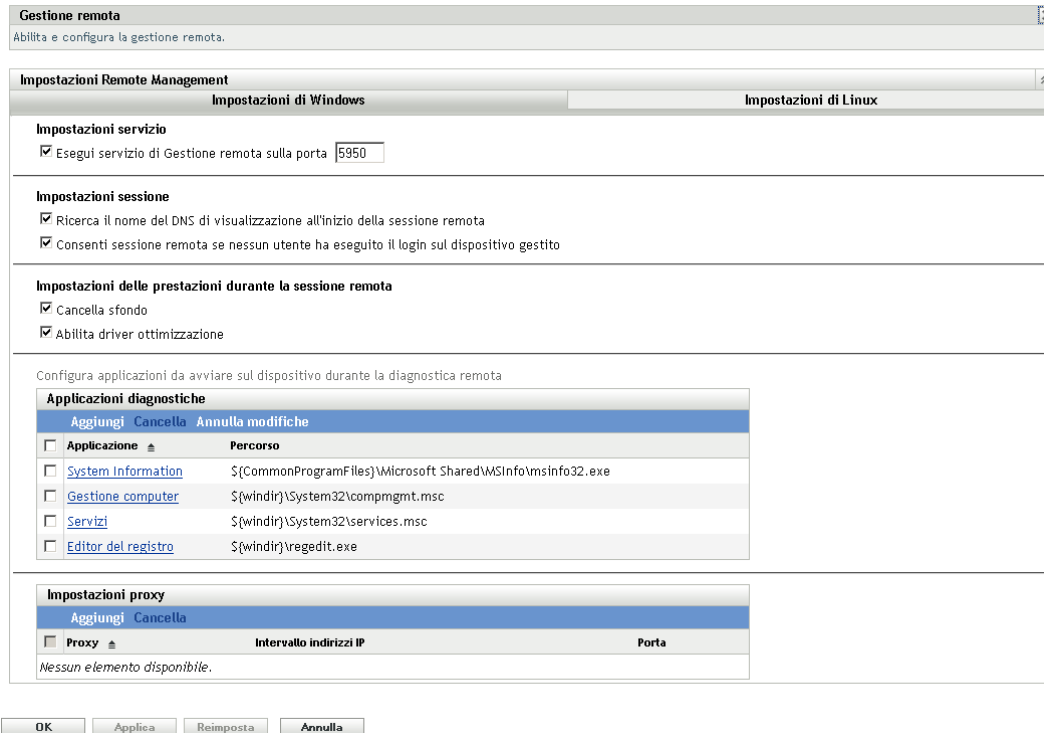 Gestione remota
Abilita e configura la gestione remota.
Impostazioni Remote Management
Impostazioni di Windows Impostazioni di Linux
Impostazioni servizio
Esegui servizio di Gestione remota sulla porta 5950
Impostazioni sessione
Ricerca il nome del DNS di visualizzazione all'inizio della sessione remota
Consenti sessione remota se nessun utente ha eseguito il login sul dispositivo gestito
Impostazioni delle prestazioni durante la sessione remota
Cancella sfondo
Abilita driver ottimizzazione
Configura applicazioni da avviare sul dispositivo durante la diagnostica remota
Applicazioni diagnostiche
Aggiungi Cancella Annulla modifiche
Applicazione Percorso
System Information ${CommonProgramFiles}\Microsoft Shared\MSInfo\msinfo32.exe
Gestione computer ${windir}\System32\compmgmt.msc
Servizi ${windir}\System32\services.msc
Editor del registro ${windir}\regedit.exe
Impostazioni proxy
Aggiungi Cancella
Proxy Intervallo indirizzi IP Porta
Nessun elemento disponibile.
OK Applica Reimposta Annulla